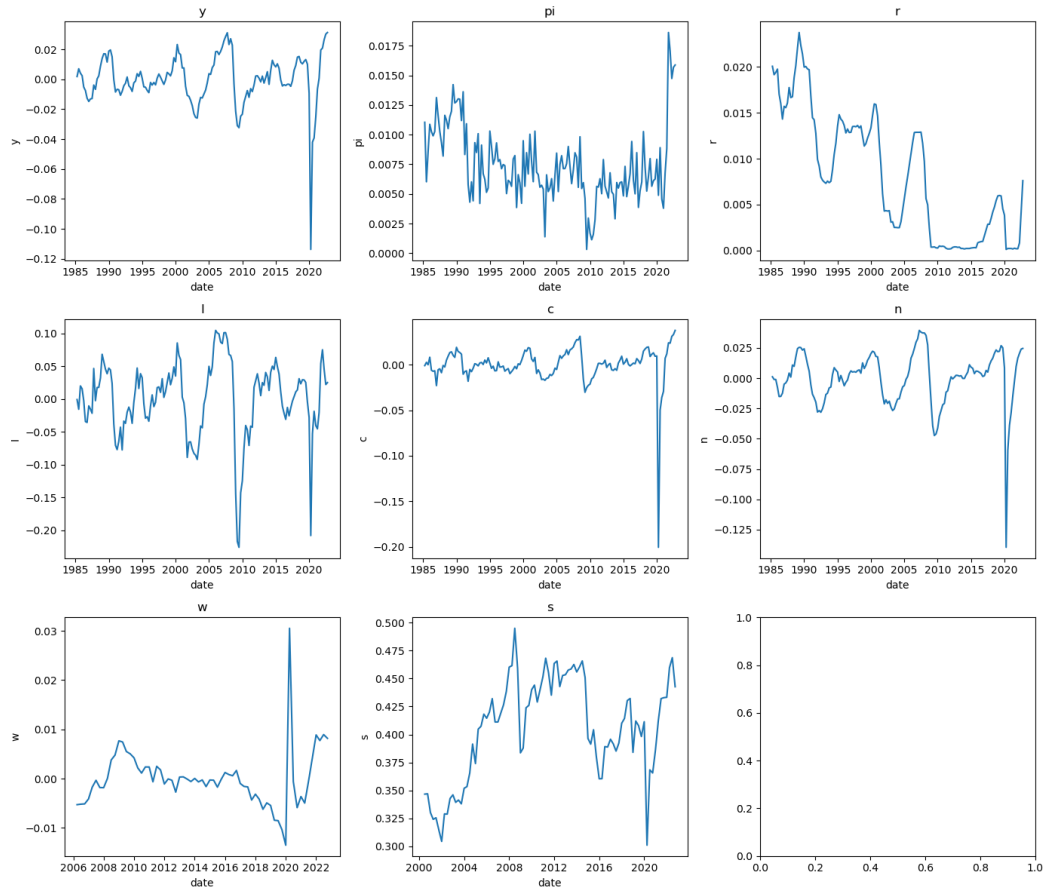 y
0.02
0.00
−0.02
−0.04
−0.06
−0.08
−0.10
−0.12
y
1985 1990 1995 2000 2005 2010 2015 2020
date
pi
0.0175
0.0150
0.0125
0.0100
0.0075
0.0050
0.0025
0.0000
pi
1985 1990 1995 2000 2005 2010 2015 2020
date
r
0.020
0.015
0.010
0.005
0.000
r
1985 1990 1995 2000 2005 2010 2015 2020
date
l
0.10
0.05
0.00
−0.05
−0.10
−0.15
−0.20
l
1985 1990 1995 2000 2005 2010 2015 2020
date
c
0.00
−0.05
−0.10
−0.15
−0.20
c
1985 1990 1995 2000 2005 2010 2015 2020
date
n
0.025
0.000
−0.025
−0.050
−0.075
−0.100
−0.125
n
1985 1990 1995 2000 2005 2010 2015 2020
date
w
0.03
0.02
0.01
0.00
−0.01
w
2006 2008 2010 2012 2014 2016 2018 2020 2022
date
s
0.500
0.475
0.450
0.425
0.400
0.375
0.350
0.325
0.300
s
2000 2004 2008 2012 2016 2020
date
1.0
0.8
0.6
0.4
0.2
0.0
0.0 0.2 0.4 0.6 0.8 1.0